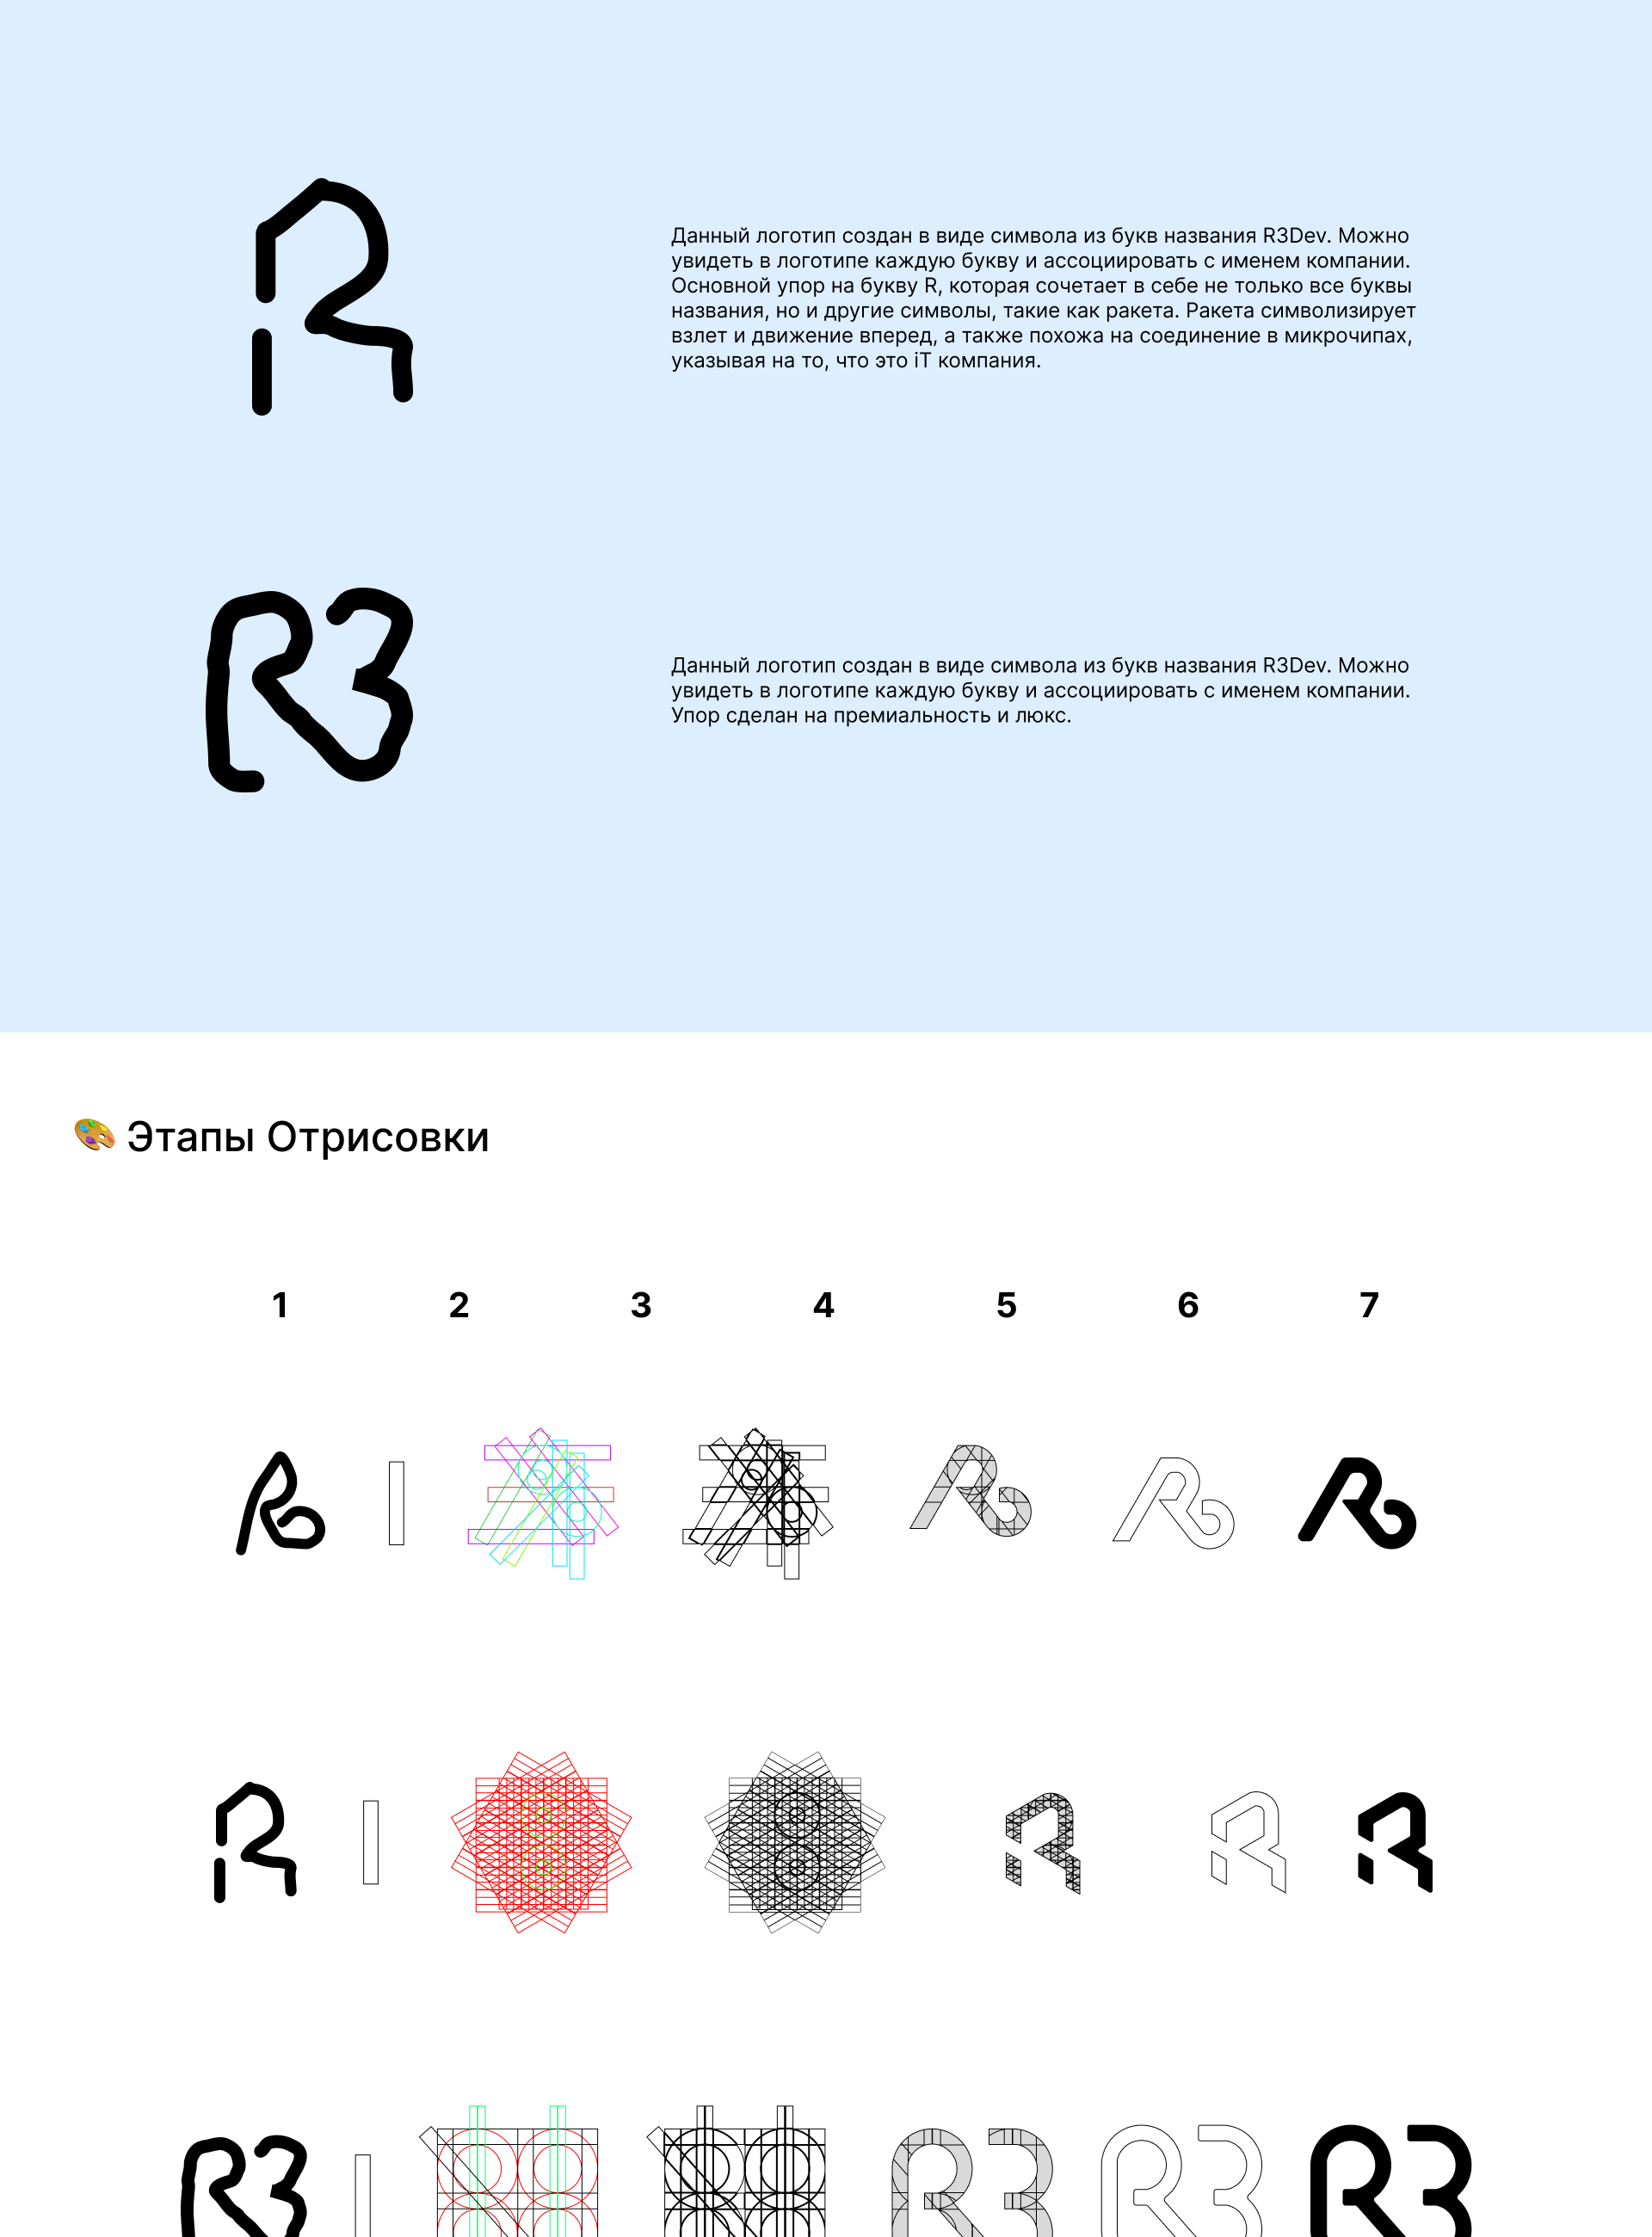 Данный логотип создан в виде символа из букв названия R3Dev. Можно
увидеть в логотипе каждую букву и ассоциировать с именем компании.
Основной упор на букву R, которая сочетает в себе не только все буквы
названия, но и другие символы, такие как ракета. Ракета символизирует
взлет и движение вперед, а также похожа на соединение в микрочипах,
указывая на то, что это iT компания.
R3
Данный логотип создан в виде символа из букв названия R3Dev. Можно
увидеть в логотипе каждую букву и ассоциировать с именем компании.
Упор сделан на премиальность и люкс.
Этапы Отрисовки
1 2 3 4 5 6 7